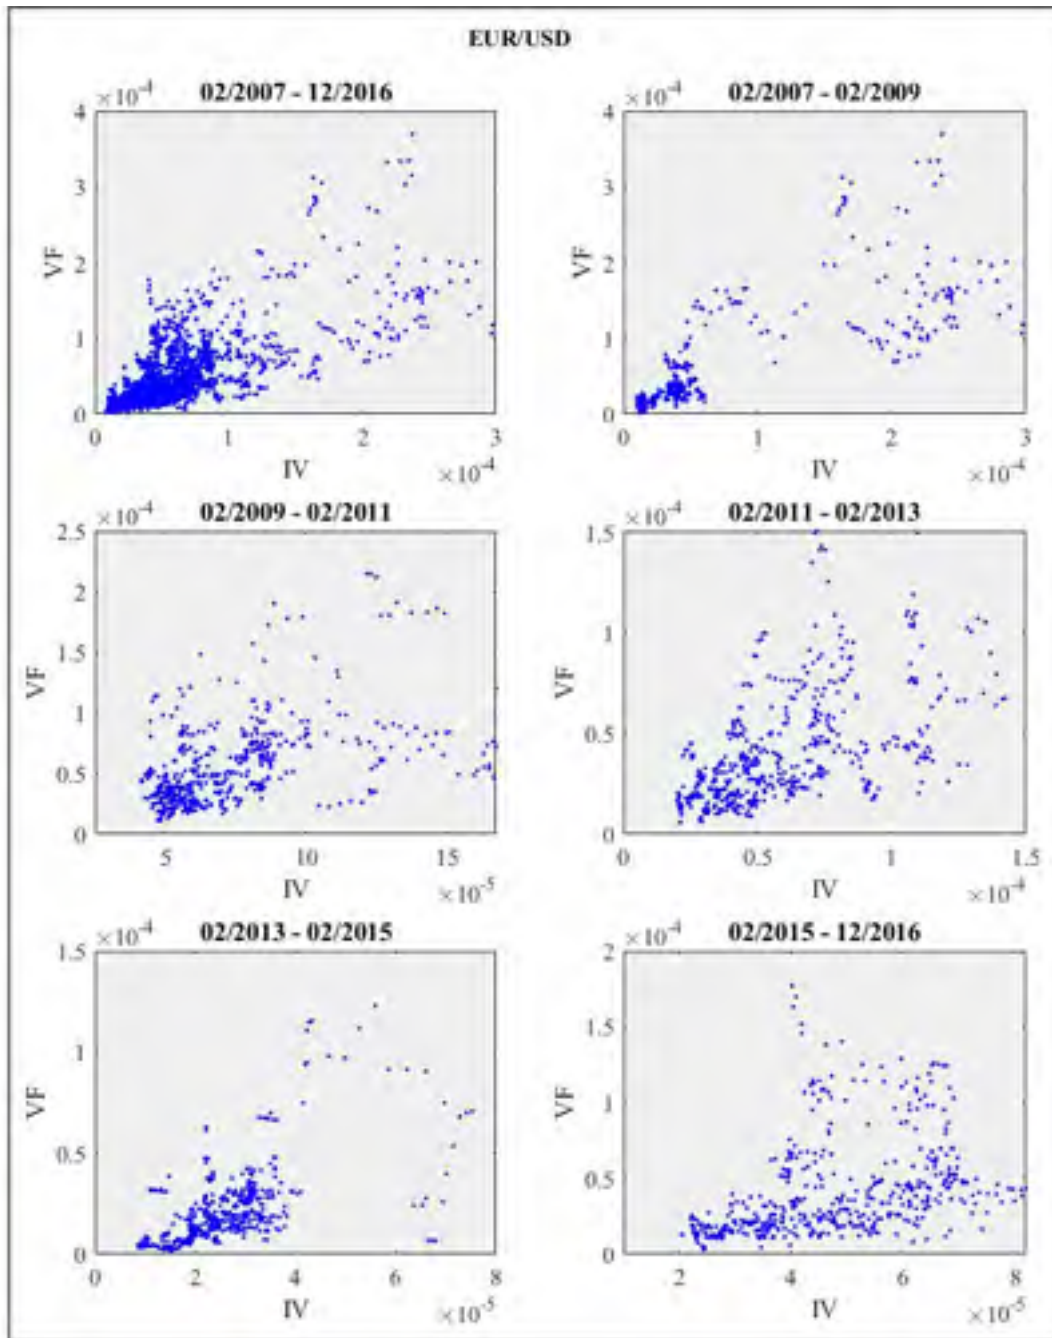 EUR/USD
×10⁻⁴ 02/2007 - 12/2016
4
3
2
1
0
VF
0 1 2 3
IV ×10⁻⁴
×10⁻⁴ 02/2007 - 02/2009
4
3
2
1
0
VF
0 1 2 3
IV ×10⁻⁴
×10⁻⁴ 02/2009 - 02/2011
2.5
2
1.5
1
0.5
0
VF
5 10 15
IV ×10⁻⁵
×10⁻⁴ 02/2011 - 02/2013
1.5
1
0.5
0
VF
0 0.5 1 1.5
IV ×10⁻⁴
×10⁻⁴ 02/2013 - 02/2015
1.5
1
0.5
0
VF
0 2 4 6 8
IV ×10⁻⁵
×10⁻⁴ 02/2015 - 12/2016
2
1.5
1
0.5
0
VF
2 4 6 8
IV ×10⁻⁵